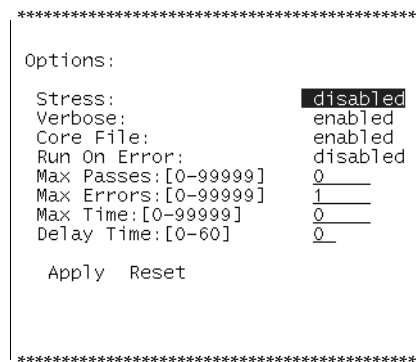 **********************************************
Options:
Stress: disabled
Verbose: enabled
Core File: enabled
Run On Error: disabled
Max Passes:[0-99999] 0
Max Errors:[0-99999] 1
Max Time:[0-99999] 0
Delay Time:[0-60] 0
Apply Reset
**********************************************